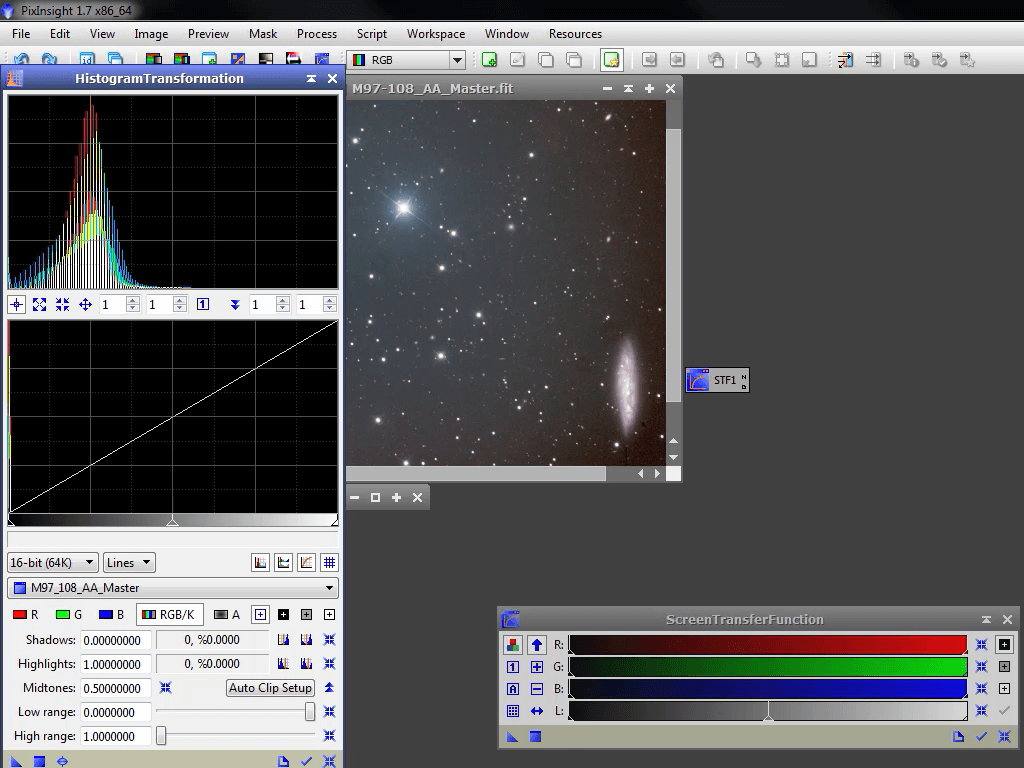 PixInsight 1.7 x86_64
File Edit View Image Preview Mask Process Script Workspace Window Resources
RGB
HistogramTransformation
M97-108_AA_Master.fit
1 1 1 1 1
STF1
N
D
16-bit (64K) Lines
M97_108_AA_Master
R G B RGB/K A
Shadows: 0.00000000 0, %0.0000
Highlights: 1.00000000 0, %0.0000
Midtones: 0.50000000 Auto Clip Setup
Low range: 0.0000000
High range: 1.0000000
ScreenTransferFunction
R:
1 G:
A B:
L: